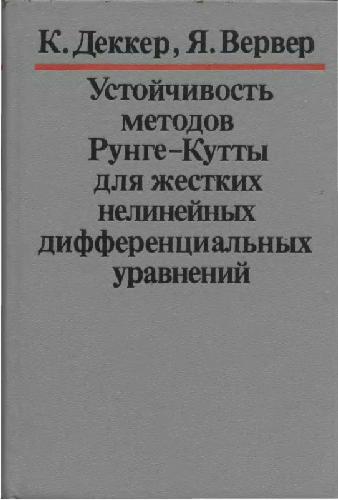 К. Деккер, Я. Вервер
Устойчивость
методов
Рунге-Кутты
для жестких
нелинейных
дифференциальных
уравнений